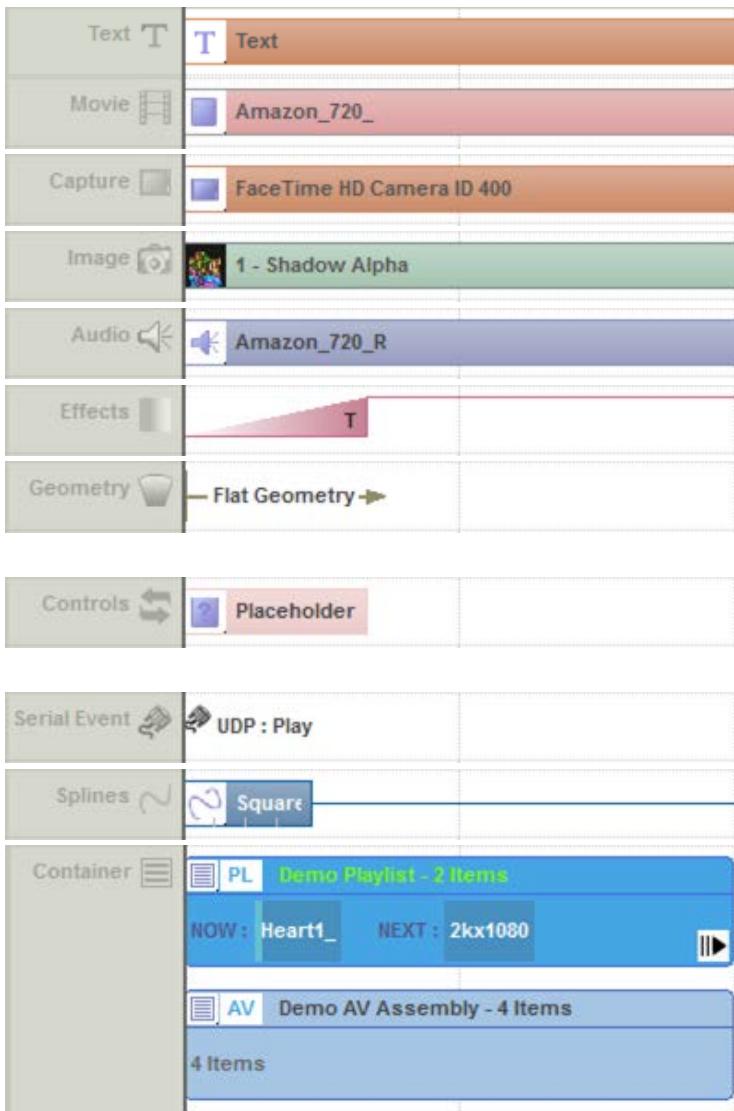 Text T T Text
Movie Amazon_720_
Capture FaceTime HD Camera ID 400
Image 1 - Shadow Alpha
Audio Amazon_720_R
Effects T
Geometry Flat Geometry
Controls ? Placeholder
Serial Event UDP : Play
Splines Square
Container PL Demo Playlist - 2 Items
NOW : Heart1_ NEXT : 2kx1080
AV Demo AV Assembly - 4 Items
4 Items